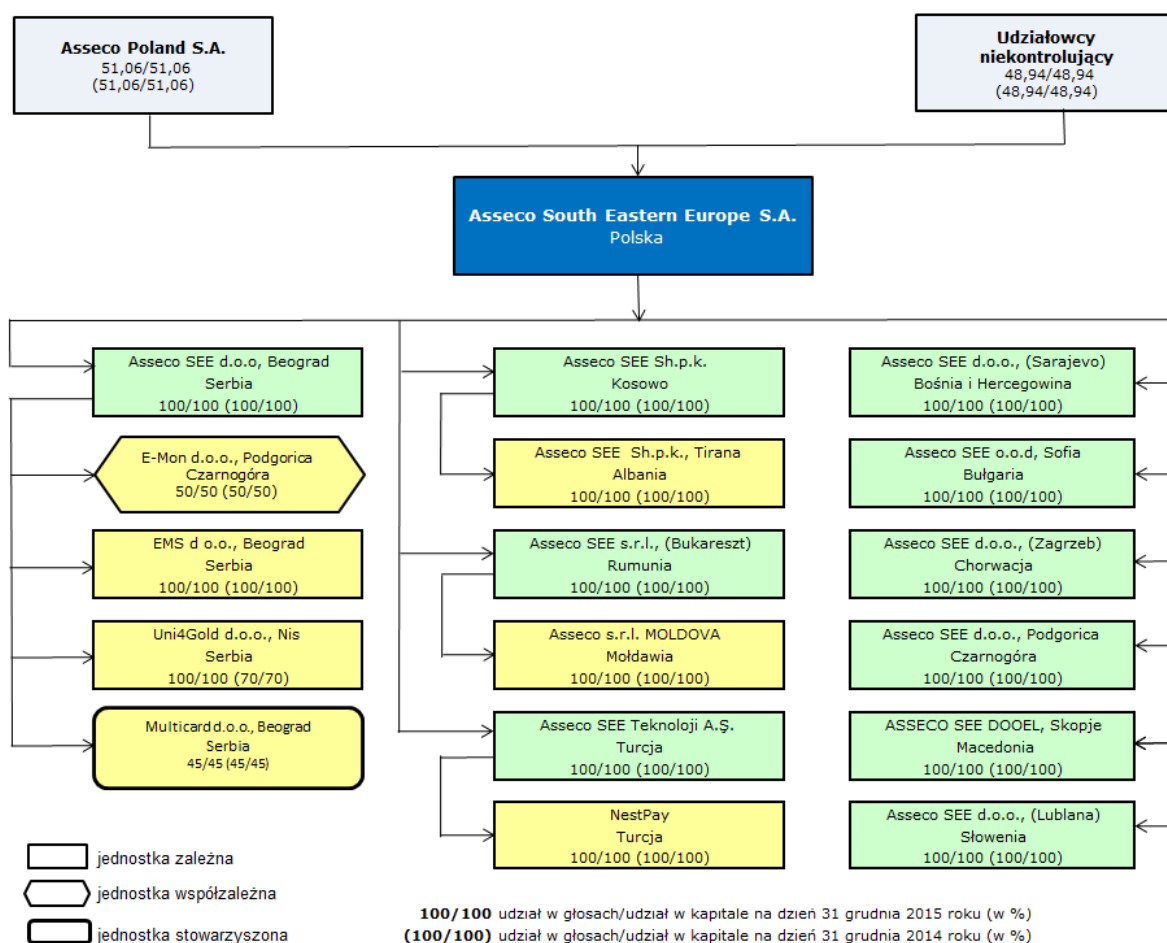 Asseco Poland S.A.
51,06/51,06
(51,06/51,06)
Udziałowcy
niekontrolujący
48,94/48,94
(48,94/48,94)
Asseco South Eastern Europe S.A.
Polska
Asseco SEE d.o.o, Beograd
Serbia
100/100 (100/100)
E-Mon d.o.o., Podgorica
Czarnogóra
50/50 (50/50)
EMS d o.o., Beograd
Serbia
100/100 (100/100)
Uni4Gold d.o.o., Nis
Serbia
100/100 (70/70)
Multicard d.o.o., Beograd
Serbia
45/45 (45/45)
Asseco SEE Sh.p.k.
Kosowo
100/100 (100/100)
Asseco SEE Sh.p.k., Tirana
Albania
100/100 (100/100)
Asseco SEE s.r.l., (Bukareszt)
Rumunia
100/100 (100/100)
Asseco s.r.l. MOLDOVA
Mołdawia
100/100 (100/100)
Asseco SEE Teknoloji A.Ş.
Turcja
100/100 (100/100)
NestPay
Turcja
100/100 (100/100)
Asseco SEE d.o.o., (Sarajevo)
Bośnia i Hercegowina
100/100 (100/100)
Asseco SEE o.o.d, Sofia
Bułgaria
100/100 (100/100)
Asseco SEE d.o.o., (Zagrzeb)
Chorwacja
100/100 (100/100)
Asseco SEE d.o.o., Podgorica
Czarnogóra
100/100 (100/100)
ASSECO SEE DOOEL, Skopje
Macedonia
100/100 (100/100)
Asseco SEE d.o.o., (Lublana)
Słowenia
100/100 (100/100)
jednostka zależna
jednostka współzależna
jednostka stowarzyszona
100/100 udział w głosach/udział w kapitale na dzień 31 grudnia 2015 roku (w %)
(100/100) udział w głosach/udział w kapitale na dzień 31 grudnia 2014 roku (w %)